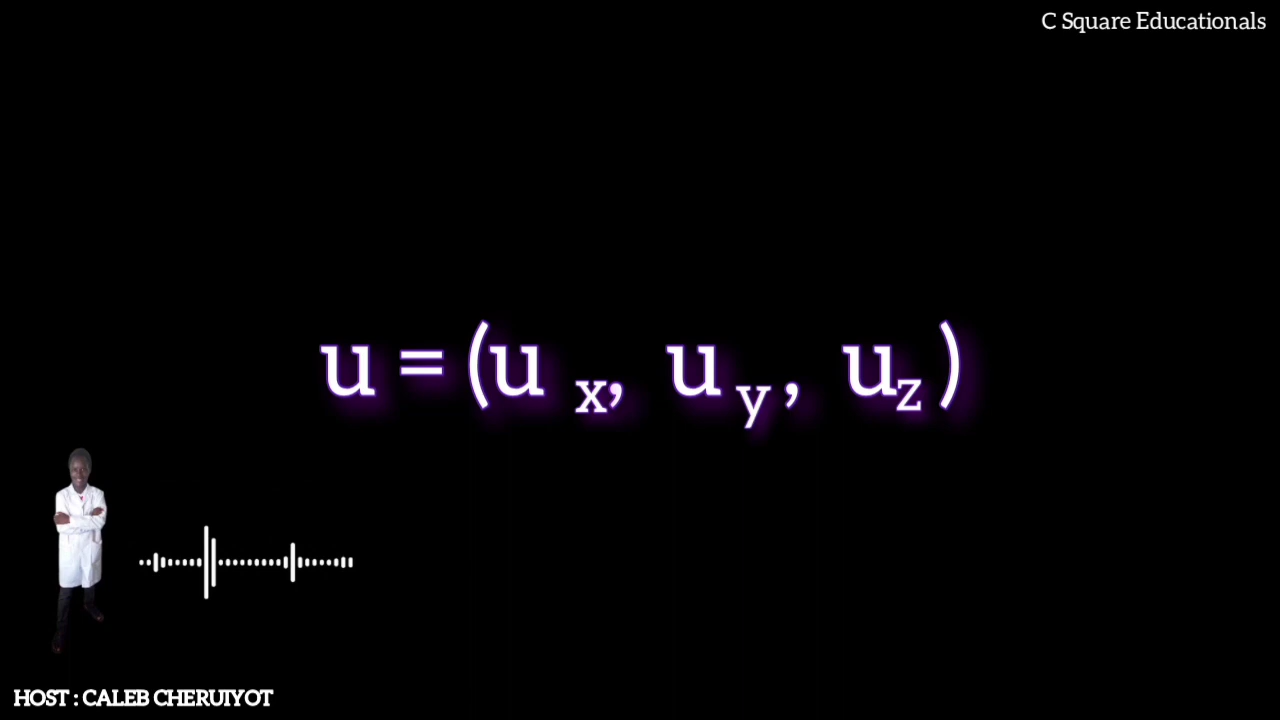 C Square Educationals
u = (u x, u y , uz )
HOST : CALEB CHERUIYOT